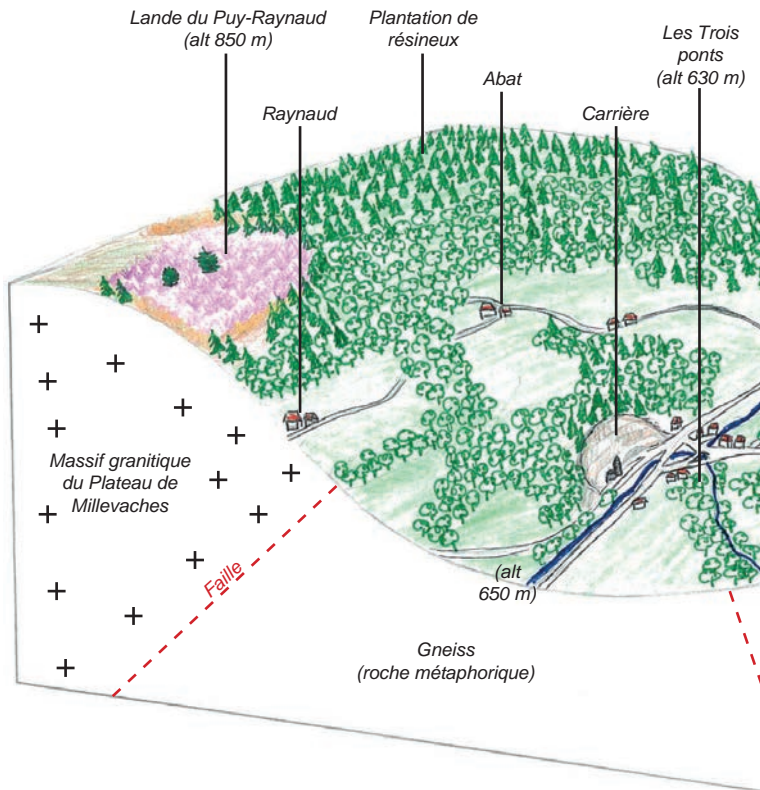 Lande du Puy-Raynaud
(alt 850 m)
Plantation de
résineux
Les Trois
ponts
(alt 630 m)
Abat
Raynaud
Carrière
Massif granitique
du Plateau de
Millevaches
Faille
(alt
650 m)
Gneiss
(roche métaphorique)